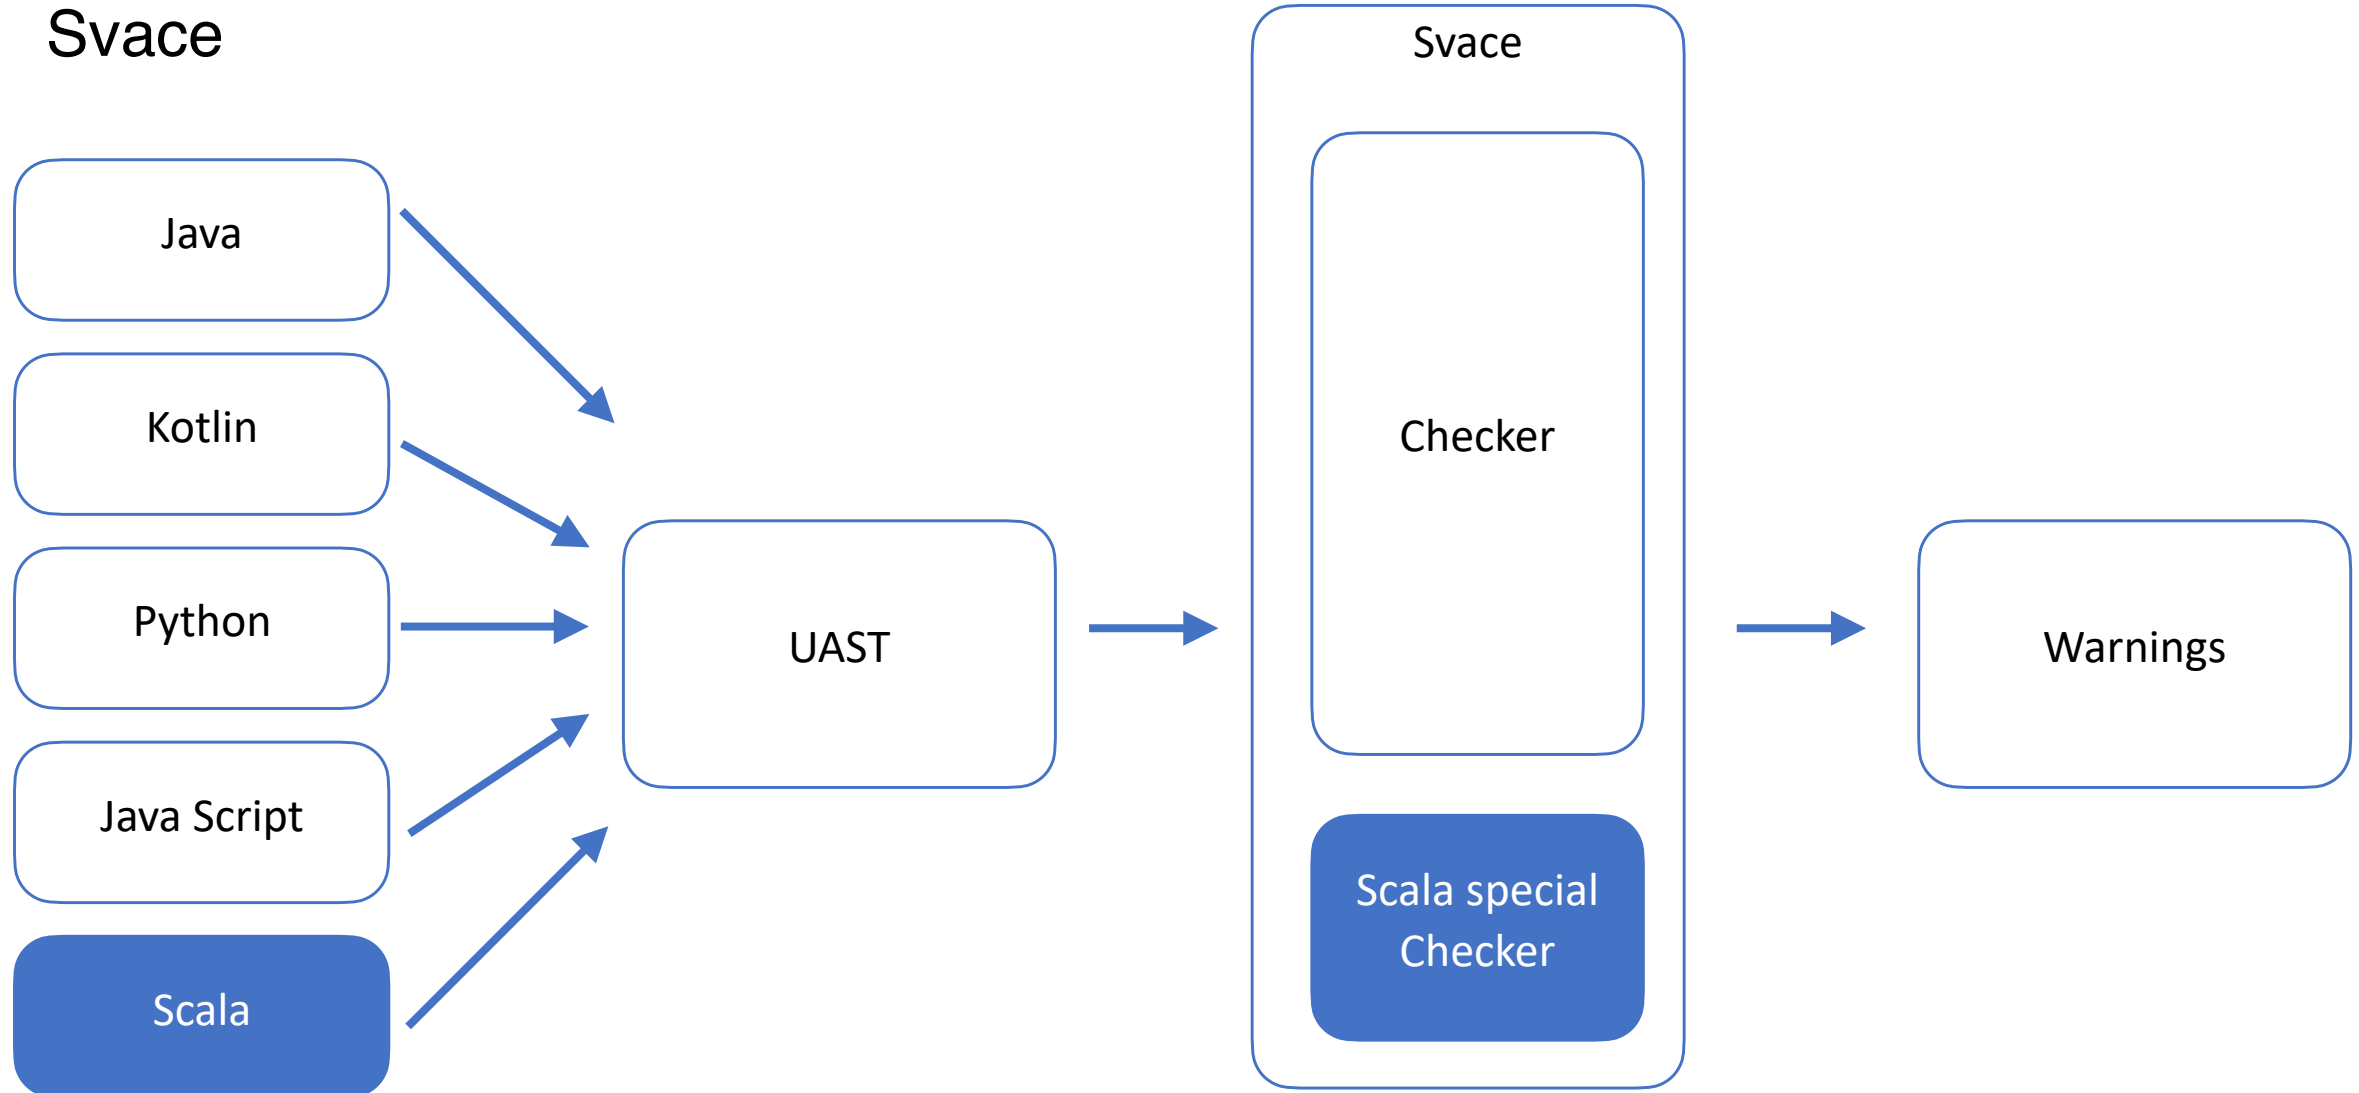 Svace
Java
Kotlin
Python
Java Script
Scala
UAST
Svace
Checker
Scala special
Checker
Warnings